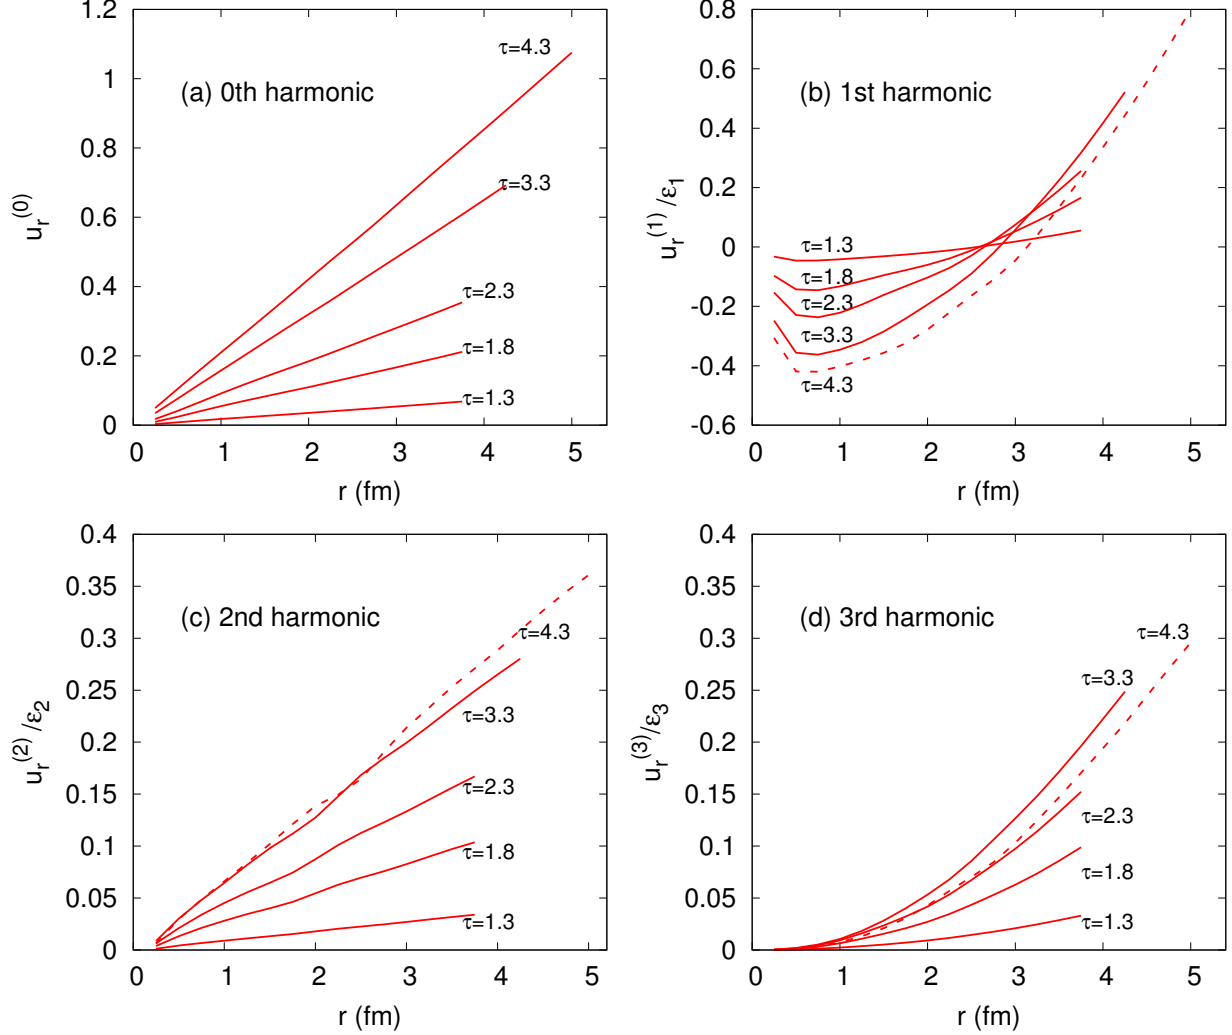 1.2
1
0.8
0.6
0.4
0.2
0
0 1 2 3 4 5
u_r^(0)
r (fm)
(a) 0th harmonic
τ=4.3
τ=3.3
τ=2.3
τ=1.8
τ=1.3
0.8
0.6
0.4
0.2
0
-0.2
-0.4
-0.6
0 1 2 3 4 5
u_r^(1)/ε_1
r (fm)
(b) 1st harmonic
τ=1.3
τ=1.8
τ=2.3
τ=3.3
τ=4.3
0.4
0.35
0.3
0.25
0.2
0.15
0.1
0.05
0
0 1 2 3 4 5
u_r^(2)/ε_2
r (fm)
(c) 2nd harmonic
τ=4.3
τ=3.3
τ=2.3
τ=1.8
τ=1.3
0.4
0.35
0.3
0.25
0.2
0.15
0.1
0.05
0
0 1 2 3 4 5
u_r^(3)/ε_3
r (fm)
(d) 3rd harmonic
τ=4.3
τ=3.3
τ=2.3
τ=1.8
τ=1.3